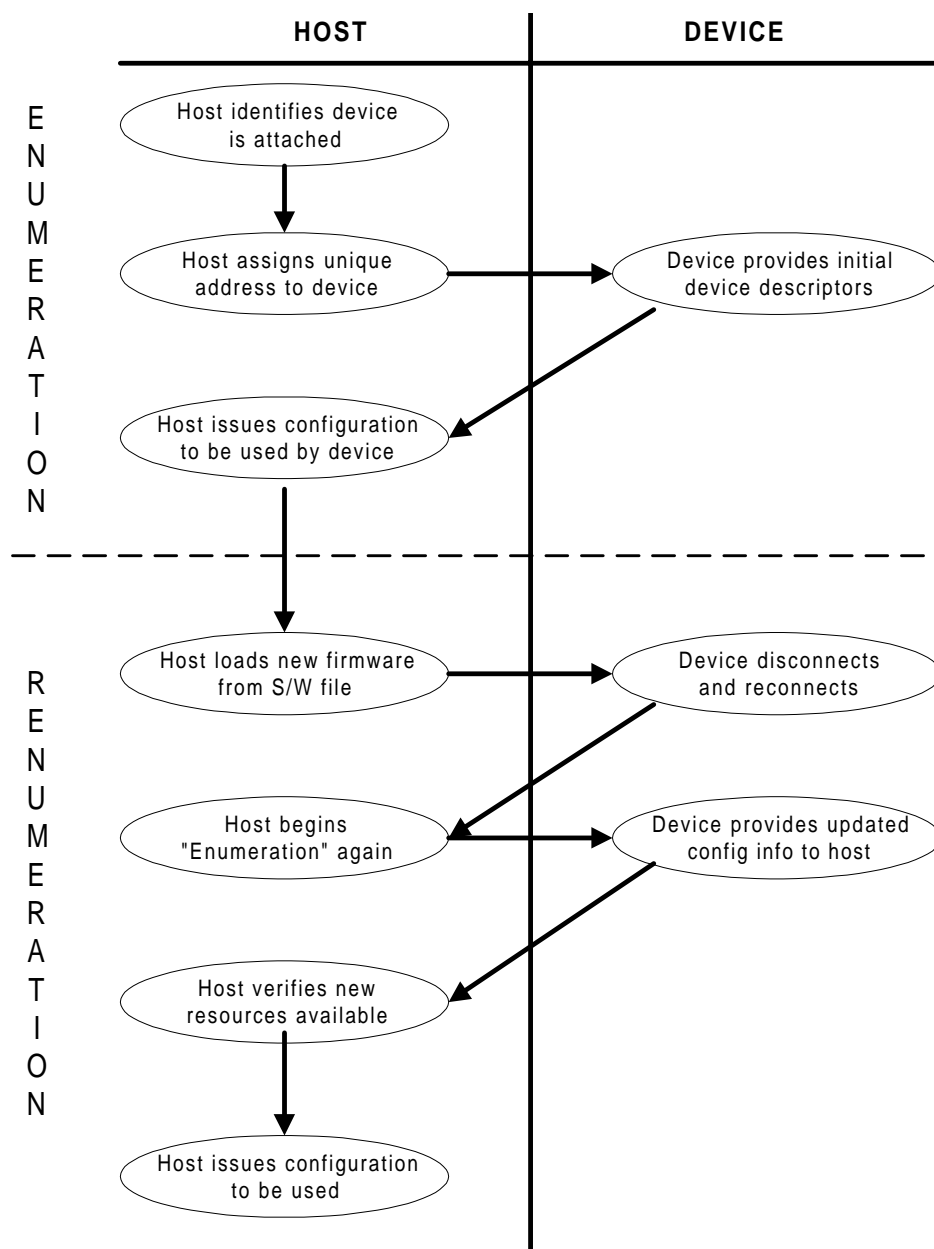 HOST
DEVICE
ENUMERATION
Host identifies device
is attached
Host assigns unique
address to device
Device provides initial
device descriptors
Host issues configuration
to be used by device
RENUMERATION
Host loads new firmware
from S/W file
Device disconnects
and reconnects
Host begins
"Enumeration" again
Device provides updated
config info to host
Host verifies new
resources available
Host issues configuration
to be used